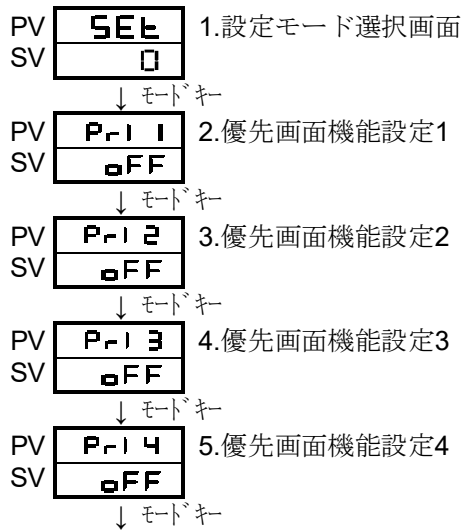 PV SEt 1.設定モード選択画面
SV 0
↓ モードキー
PV Pri 1 2.優先画面機能設定1
SV oFF
↓ モードキー
PV Pri 2 3.優先画面機能設定2
SV oFF
↓ モードキー
PV Pri 3 4.優先画面機能設定3
SV oFF
↓ モードキー
PV Pri 4 5.優先画面機能設定4
SV oFF
↓ モードキー